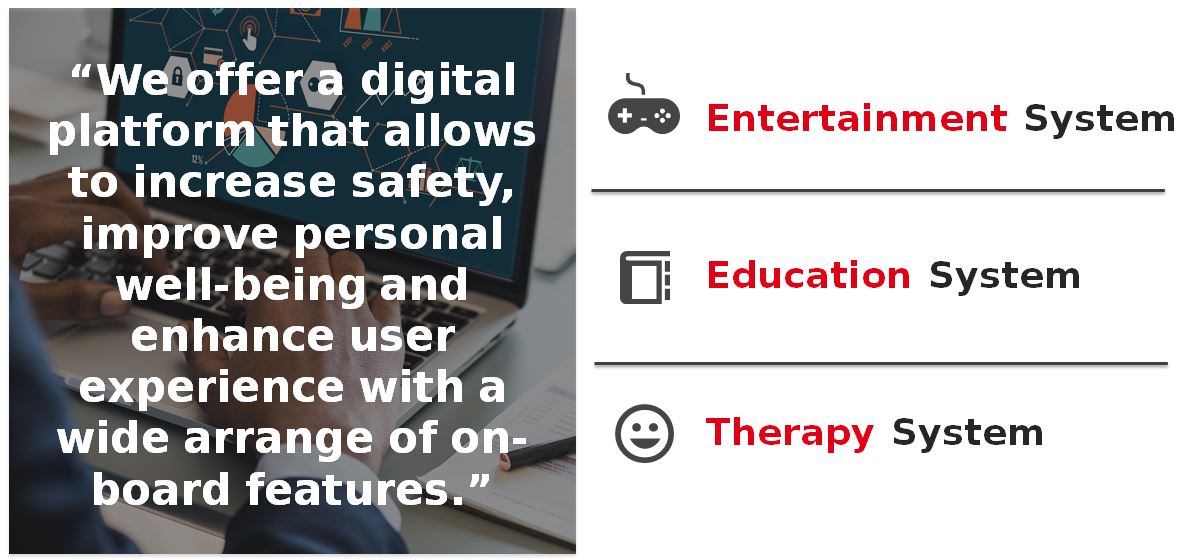 “We offer a digital
platform that allows
to increase safety,
improve personal
well-being and
enhance user
experience with a
wide arrange of on-
board features.”
12%
Entertainment System
Education System
Therapy System